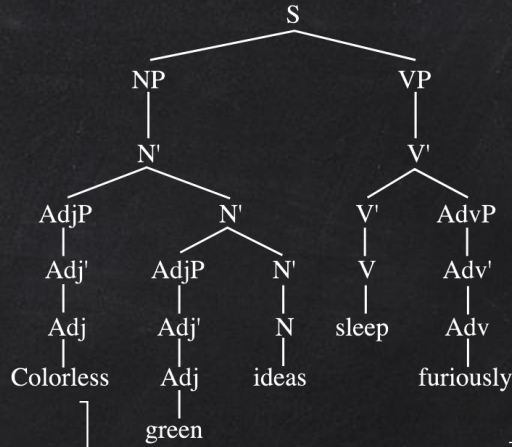 S
NP VP
N' V'
AdjP N' V' AdvP
Adj' AdjP N' V Adv'
Adj Adj' N sleep Adv
Colorless Adj ideas furiously
green